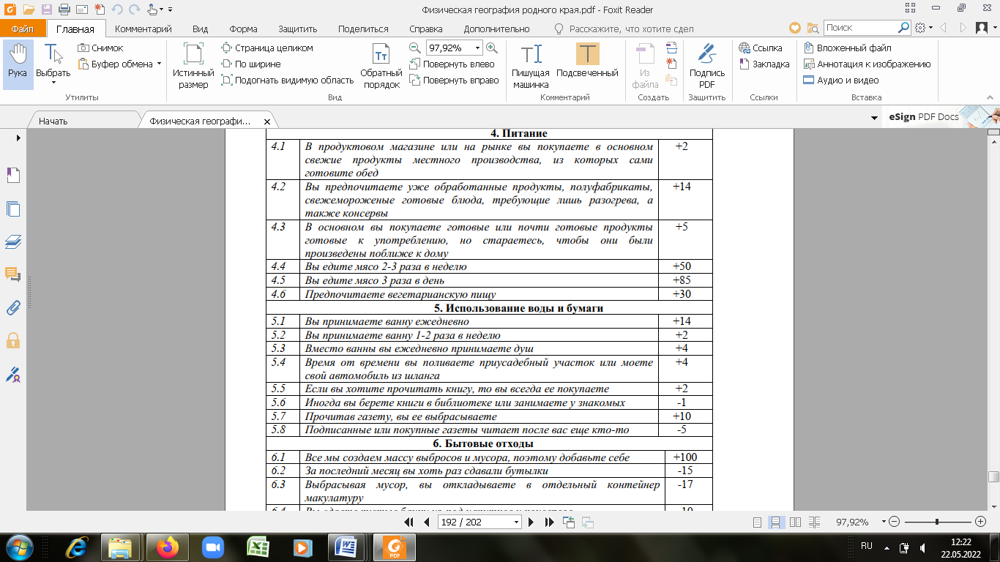 Физическая география родного края.pdf - Foxit Reader
Файл Главная Комментарий Вид Форма Защитить Поделиться Справка Дополнительно Расскажите, что хотите сдел Поиск
Рука
Выбрать
Снимок
Буфер обмена
Утилиты
Истинный размер
Страница целиком
По ширине
Подогнать видимую область
Обратный порядок
97,92%
Повернуть влево
Повернуть вправо
Вид
Пишущая машинка
Подсвеченный
Комментарий
Из файла
Создать
Подпись PDF
Защитить
Ссылка
Закладка
Ссылки
Вложенный файл
Аннотация к изображению
Аудио и видео
Вставка
Начать Физическая географи... eSign PDF Docs
4. Питание
4.1 В продуктовом магазине или на рынке вы покупаете в основном +2
свежие продукты местного производства, из которых сами
готовите обед
4.2 Вы предпочитаете уже обработанные продукты, полуфабрикаты, +14
свежемороженые готовые блюда, требующие лишь разогрева, а
также консервы
4.3 В основном вы покупаете готовые или почти готовые продукты +5
готовые к употреблению, но стараетесь, чтобы они были
произведены поближе к дому
4.4 Вы едите мясо 2-3 раза в неделю +50
4.5 Вы едите мясо 3 раза в день +85
4.6 Предпочитаете вегетарианскую пищу +30
5. Использование воды и бумаги
5.1 Вы принимаете ванну ежедневно +14
5.2 Вы принимаете ванну 1-2 раза в неделю +2
5.3 Вместо ванны вы ежедневно принимаете душ +4
5.4 Время от времени вы поливаете приусадебный участок или моете +4
свой автомобиль из шланга
5.5 Если вы хотите прочитать книгу, то вы всегда ее покупаете +2
5.6 Иногда вы берете книги в библиотеке или занимаете у знакомых -1
5.7 Прочитав газету, вы ее выбрасываете +10
5.8 Подписанные или покупные газеты читает после вас еще кто-то -5
6. Бытовые отходы
6.1 Все мы создаем массу выбросов и мусора, поэтому добавьте себе +100
6.2 За последний месяц вы хоть раз сдавали бутылки -15
6.3 Выбрасывая мусор, вы откладываете в отдельный контейнер -17
макулатуру
192 / 202 97,92%
RU 12:22
22.05.2022